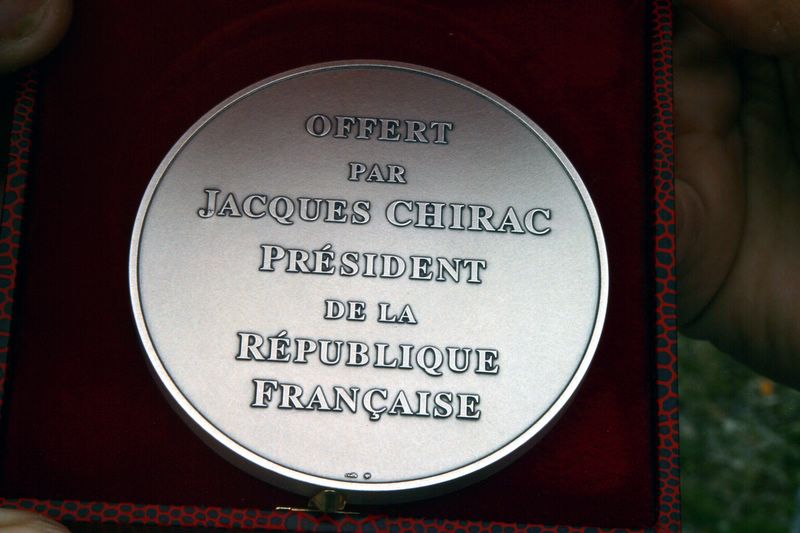 OFFERT
PAR
JACQUES CHIRAC
PRÉSIDENT
DE LA
RÉPUBLIQUE
FRANÇAISE